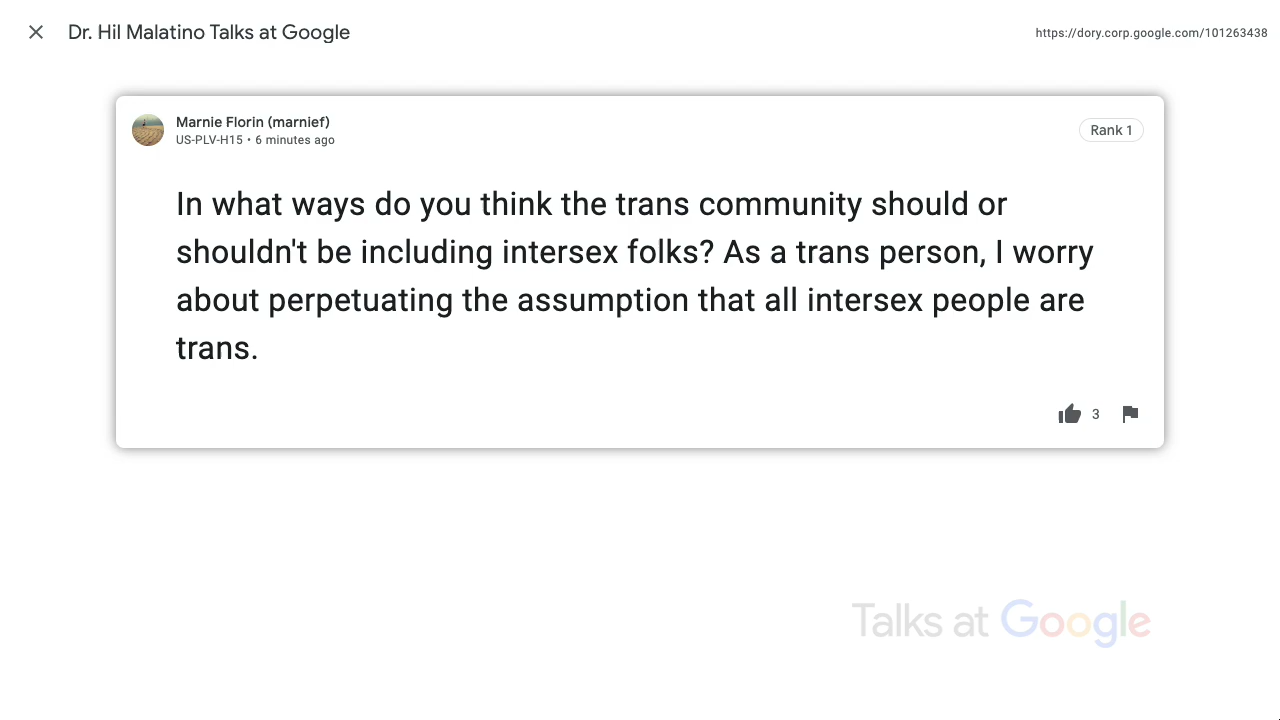 Dr. Hil Malatino Talks at Google
https://dory.corp.google.com/101263438
Marnie Florin (marnief)
US-PLV-H15 • 6 minutes ago
Rank 1
In what ways do you think the trans community should or
shouldn't be including intersex folks? As a trans person, I worry
about perpetuating the assumption that all intersex people are
trans.
3
Talks at Google